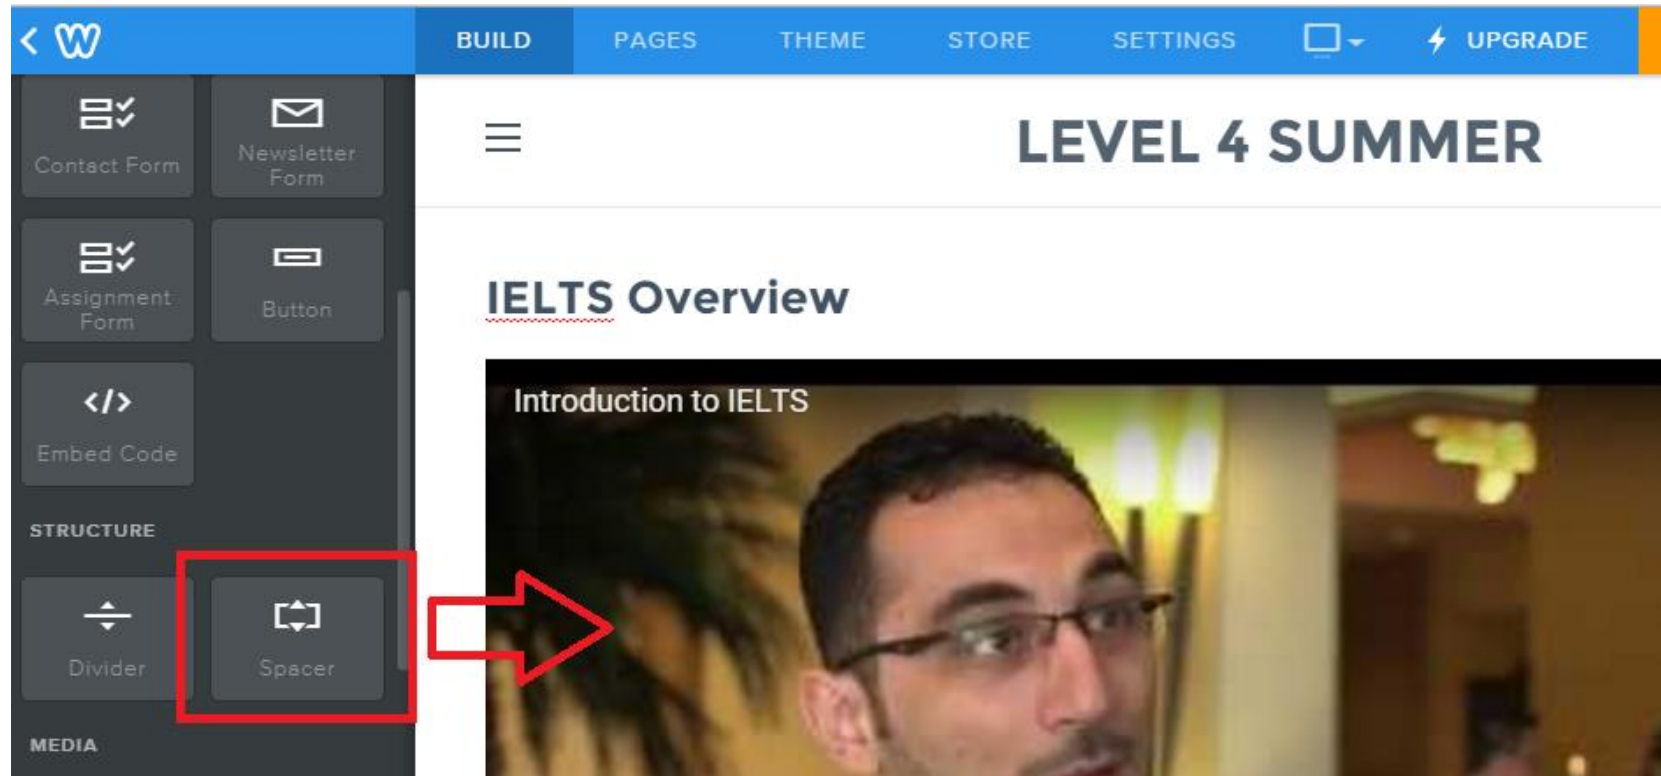 BUILD PAGES THEME STORE SETTINGS UPGRADE
Contact Form
Newsletter
Form
Assignment
Form
Button
Embed Code
STRUCTURE
Divider
Spacer
MEDIA
LEVEL 4 SUMMER
IELTS Overview
Introduction to IELTS